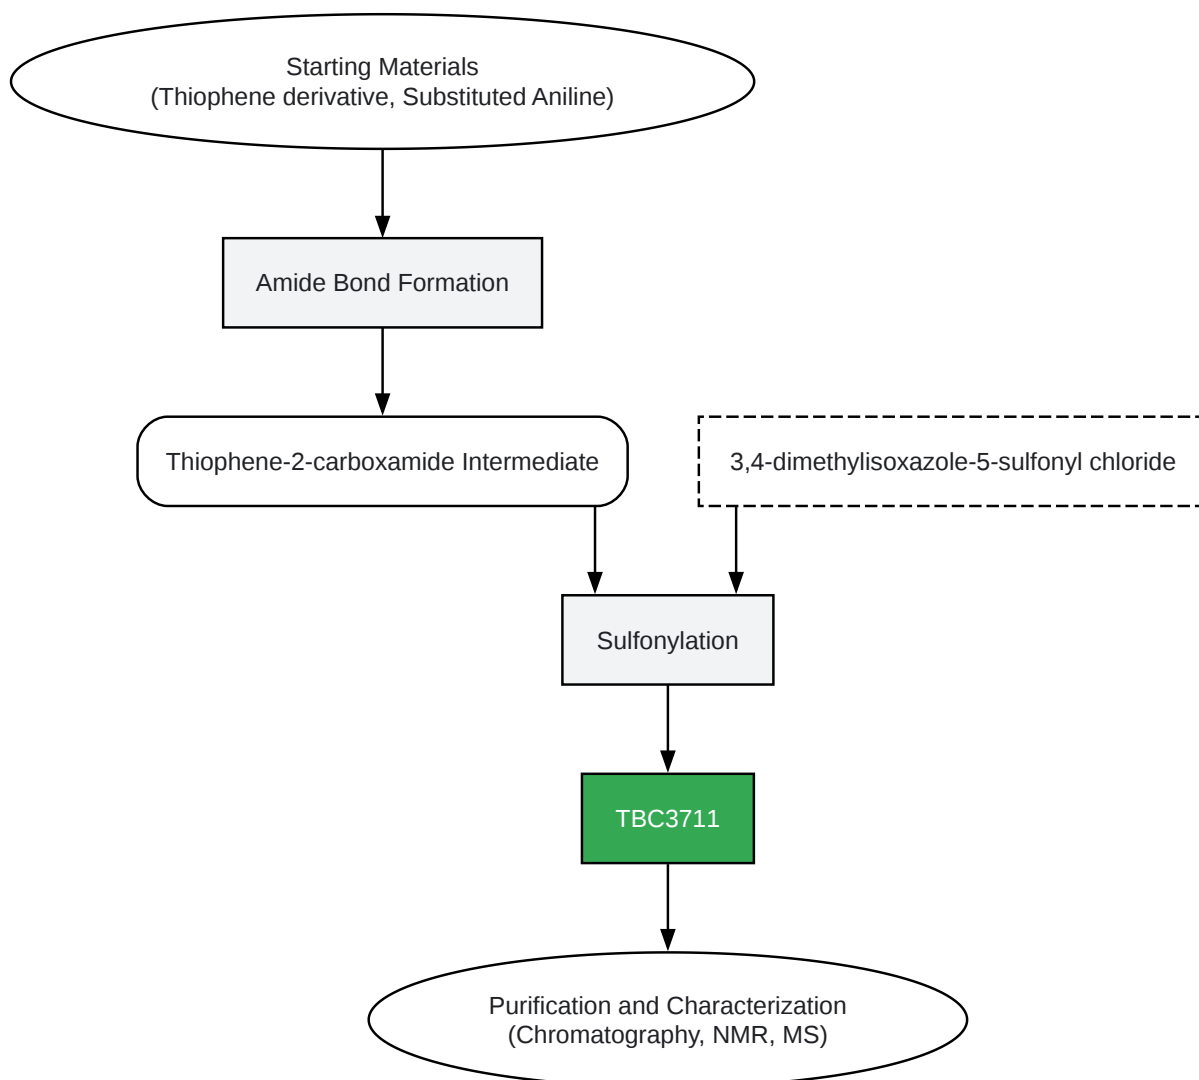 Starting Materials
(Thiophene derivative, Substituted Aniline)
Amide Bond Formation
Thiophene-2-carboxamide Intermediate
3,4-dimethylisoxazole-5-sulfonyl chloride
Sulfonylation
TBC3711
Purification and Characterization
(Chromatography, NMR, MS)